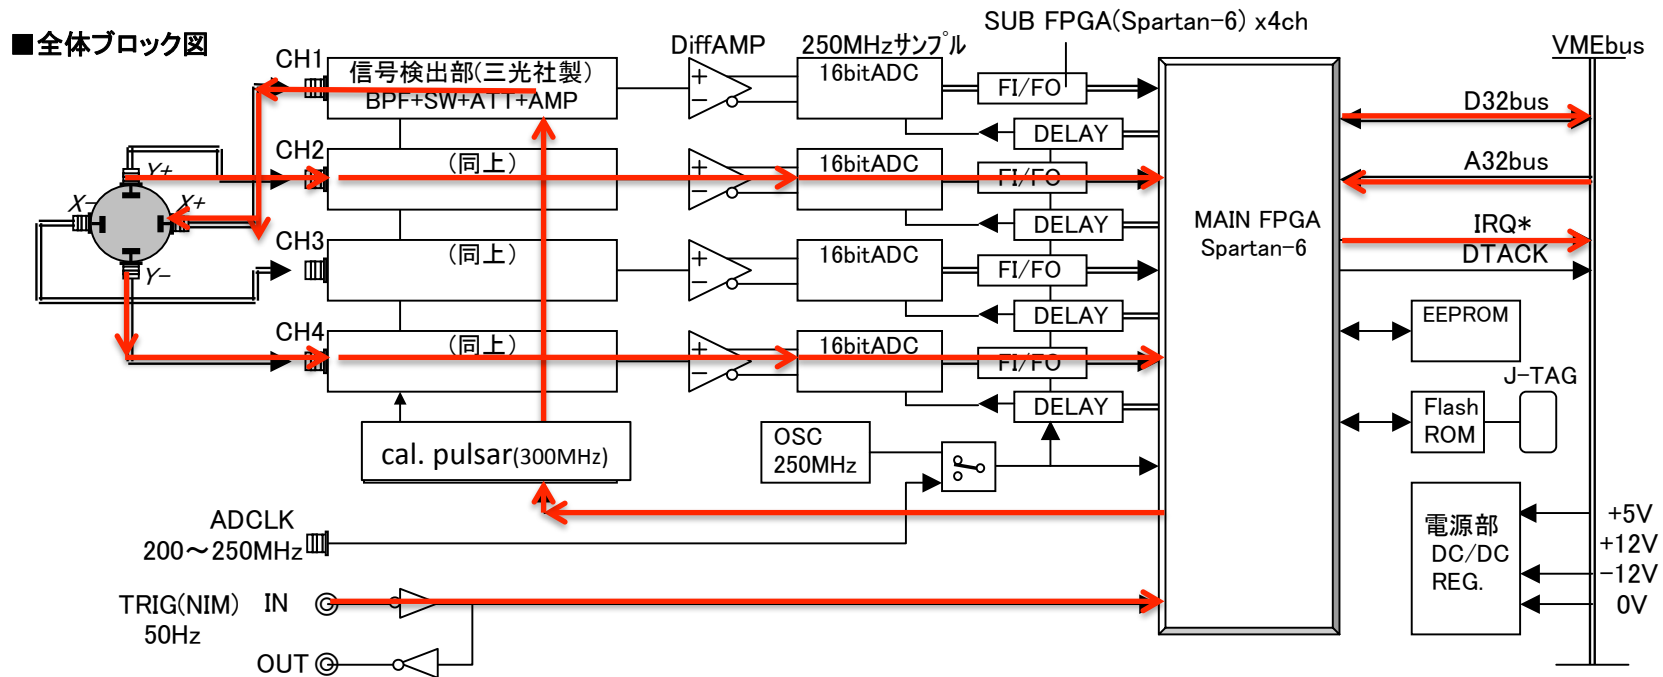 ■全体ブロック図
SUB FPGA(Spartan-6) x4ch
DiffAMP
250MHzサンプル
VMEbus
CH1
信号検出部(三光社製)
BPF+SW+ATT+AMP
+
−
16bitADC
FI/FO
DELAY
D32bus
CH2
(同上)
+
−
16bitADC
FI/FO
DELAY
A32bus
Y+
X-
X+
Y-
MAIN FPGA
Spartan-6
IRQ*
DTACK
CH3
(同上)
+
−
16bitADC
FI/FO
DELAY
EEPROM
CH4
(同上)
+
−
16bitADC
FI/FO
DELAY
J-TAG
Flash
ROM
cal. pulsar(300MHz)
OSC
250MHz
ADCLK
200～250MHz
電源部
DC/DC
REG.
+5V
+12V
-12V
0V
TRIG(NIM) IN
50Hz
OUT